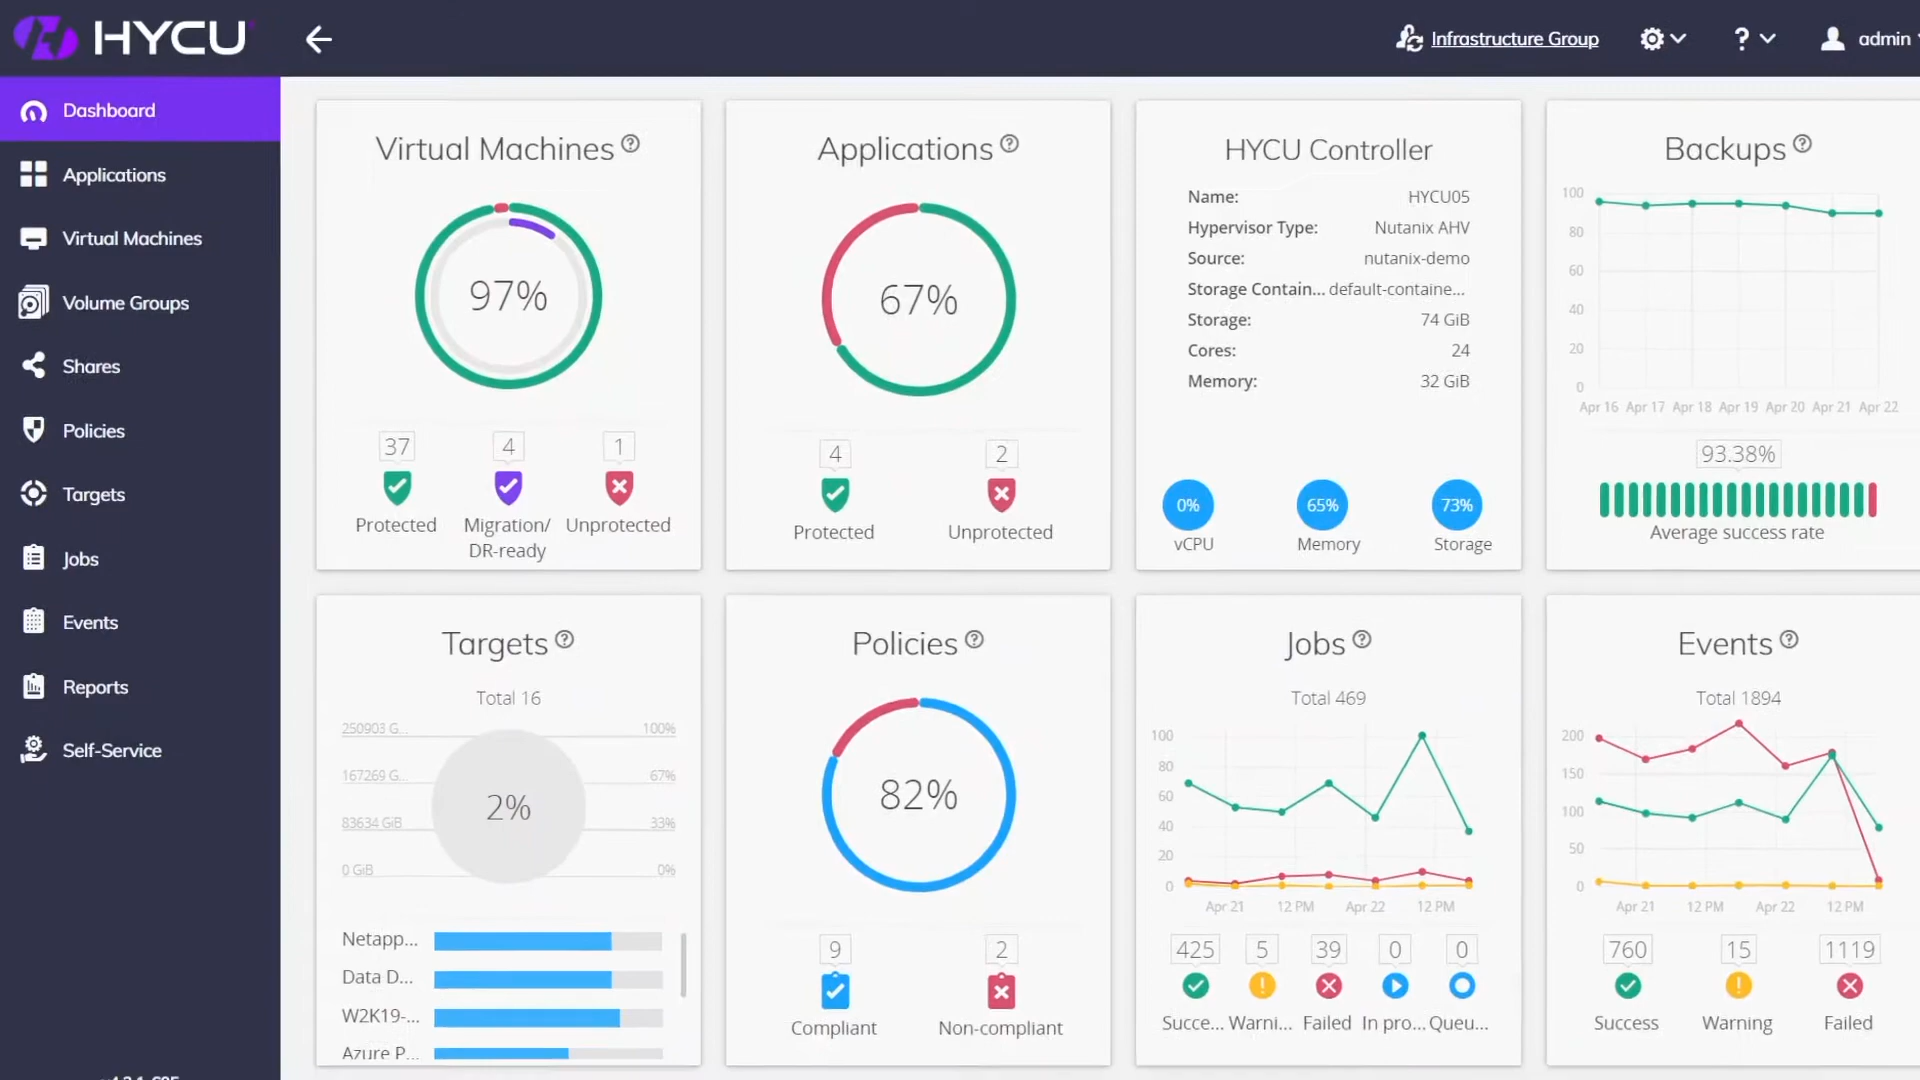 HYCU
Infrastructure Group
?
admin
Dashboard
Applications
Virtual Machines
Volume Groups
Shares
Policies
Targets
Jobs
Events
Reports
Self-Service
Virtual Machines ?
97%
37 4 1
Protected Migration/ Unprotected
DR-ready
Applications ?
67%
4 2
Protected Unprotected
HYCU Controller
Name: HYCU05
Hypervisor Type: Nutanix AHV
Source: nutanix-demo
Storage Contain... default-containe...
Storage: 74 GiB
Cores: 24
Memory: 32 GiB
0% 65% 73%
vCPU Memory Storage
Backups ?
100
80
60
40
20
0
Apr 16 Apr 17 Apr 18 Apr 19 Apr 20 Apr 21 Apr 22
93.38%
Average success rate
Targets ?
Total 16
250903 G... 100%
167269 G... 67%
2%
83634 GiB 33%
0 GiB 0%
Netapp...
Data D...
W2K19-...
Azure P...
Policies ?
82%
9 2
Compliant Non-compliant
Jobs ?
Total 469
100
80
60
40
20
0
Apr 21 12 PM Apr 22 12 PM
425 5 39 0 0
Succe... Warni... Failed In pro... Queu...
Events ?
Total 1894
200
150
100
50
0
Apr 21 12 PM Apr 22 12 PM
760 15 1119
Success Warning Failed